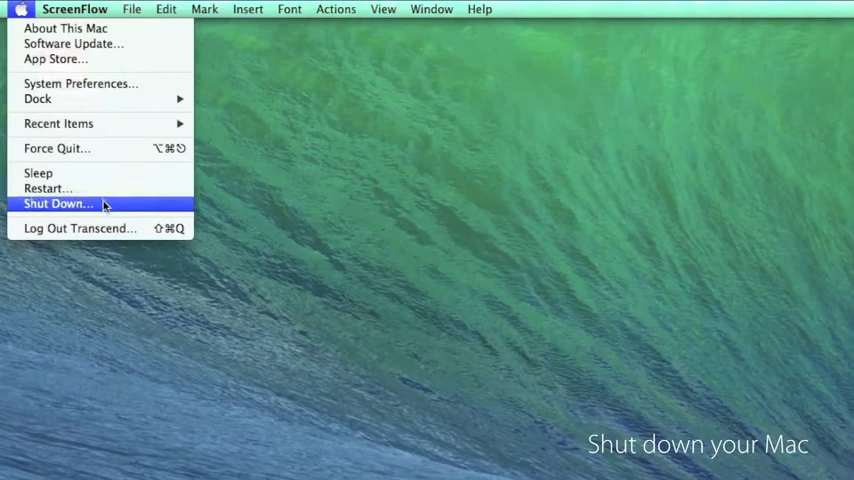 ScreenFlow File Edit Mark Insert Font Actions View Window Help
About This Mac
Software Update...
App Store...
System Preferences...
Dock
Recent Items
Force Quit... ⌥⌘⎋
Sleep
Restart...
Shut Down...
Log Out Transcend... ⇧⌘Q
Shut down your Mac